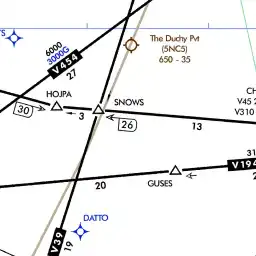 6000
3000G
V454
27
The Duchy Pvt
(5NC5)
650 - 35
HOJPA
SNOWS
30
3
26
13
CH
V45 2
V310
GUSES
20
31
V194
2
DATTO
V39
19